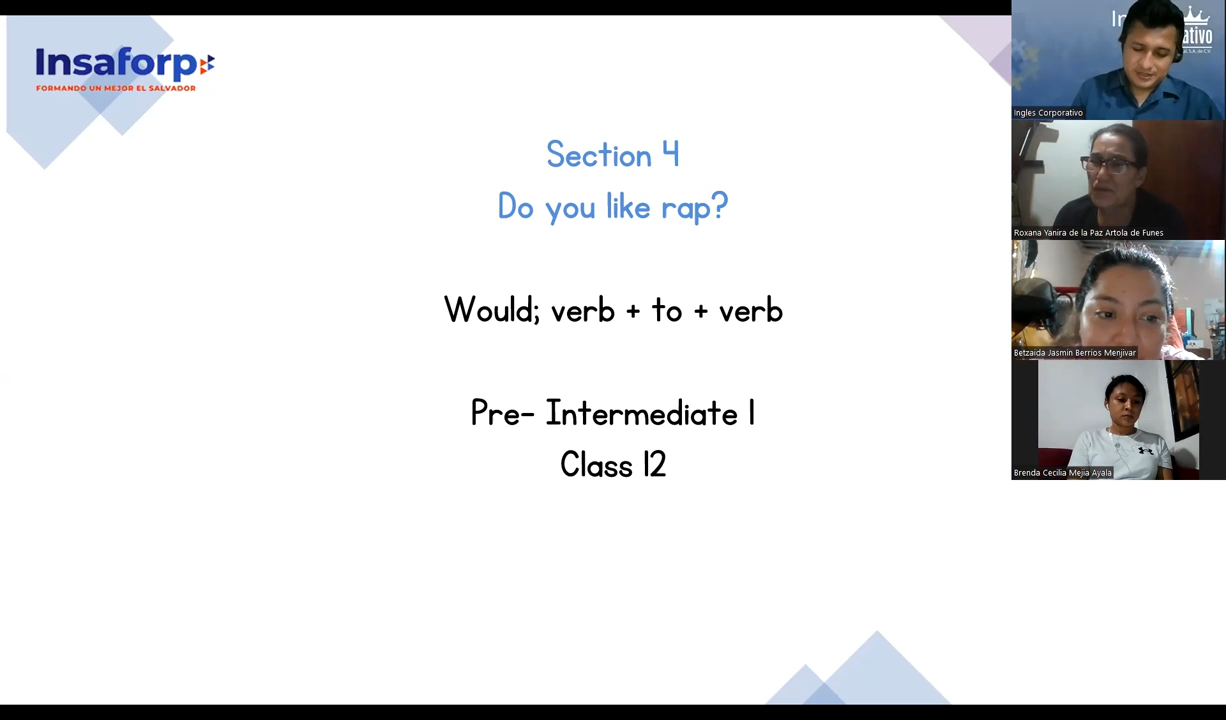 Insaforp
FORMANDO UN MEJOR EL SALVADOR
Section 4
Do you like rap?
Would; verb + to + verb
Pre- Intermediate 1
Class 12
Ingles Corporativo
Roxana Yanira de la Paz Artola de Funes
Betzaida Jasmin Berrios Menjivar
Brenda Cecilia Mejia Ayala